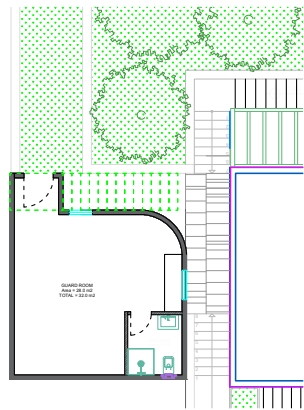 GUARD ROOM
Area = 28.0 m2
TOTAL = 32.0 m2
C
C